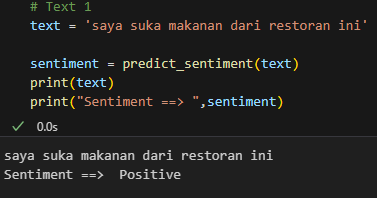 # Text 1
text = 'saya suka makanan dari restoran ini'
sentiment = predict_sentiment(text)
print(text)
print("Sentiment ==> ",sentiment)
0.0s
saya suka makanan dari restoran ini
Sentiment ==>  Positive